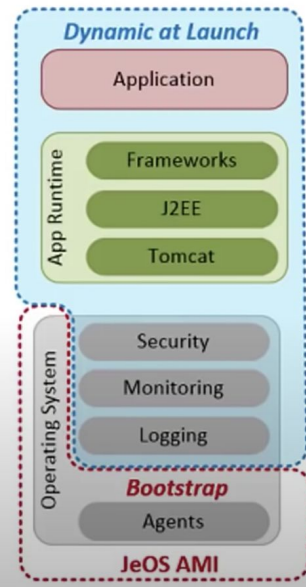 Dynamic at Launch
Application
App Runtime
Frameworks
J2EE
Tomcat
Operating System
Security
Monitoring
Logging
Bootstrap
Agents
JeOS AMI